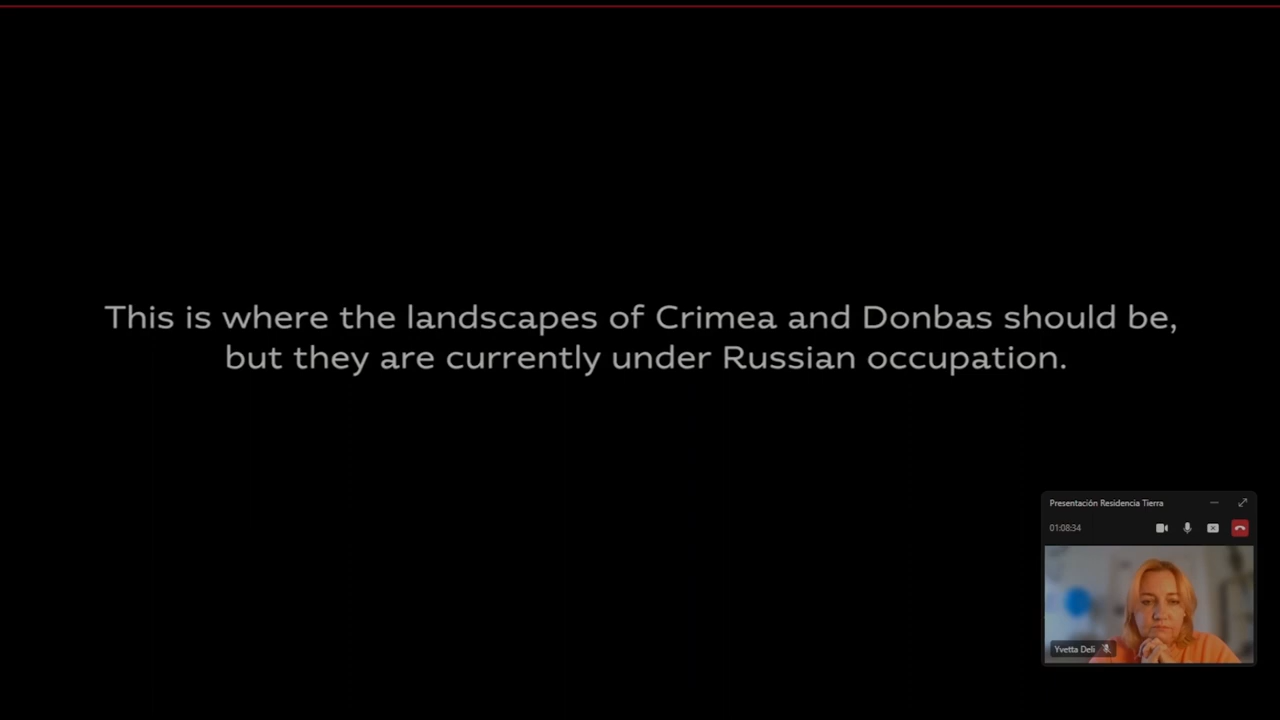 This is where the landscapes of Crimea and Donbas should be,
but they are currently under Russian occupation.
Presentación Residencia Tierra
01:08:34
Yvetta Deli